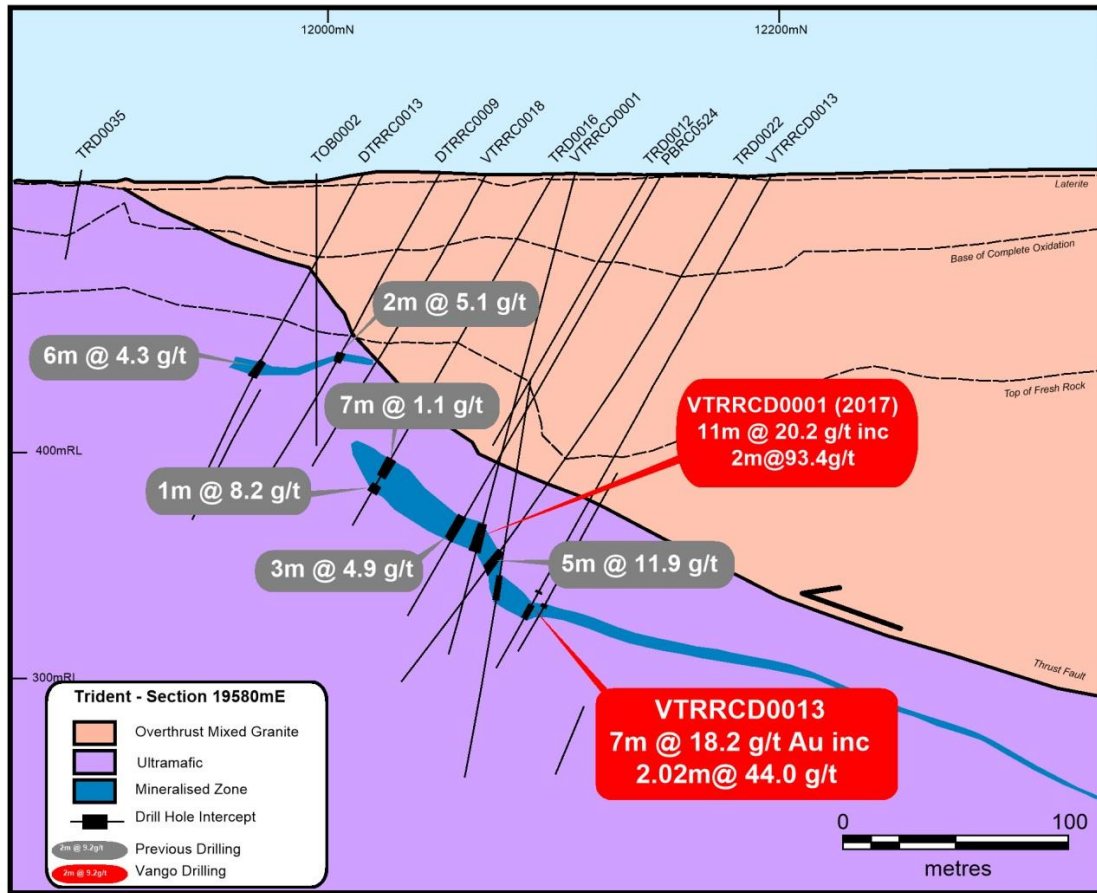 12000mN
12200mN
TRD0035
TOB0002
DTRRC0013
DTRRC0009
VTRRC0018
TRD0016
VTRRCD0001
TRD0012
PBRC0524
TRD0022
VTRRCD0013
Laterite
Base of Complete Oxidation
2m @ 5.1 g/t
6m @ 4.3 g/t
Top of Fresh Rock
7m @ 1.1 g/t
VTRRCD0001 (2017)
11m @ 20.2 g/t inc
2m@93.4g/t
400mRL
1m @ 8.2 g/t
3m @ 4.9 g/t
5m @ 11.9 g/t
Thrust Fault
300mRL
VTRRCD0013
7m @ 18.2 g/t Au inc
2.02m@ 44.0 g/t
Trident - Section 19580mE
Overthrust Mixed Granite
Ultramafic
Mineralised Zone
Drill Hole Intercept
2m @ 9.2g/t
Previous Drilling
2m @ 9.2g/t
Vango Drilling
0
100
metres